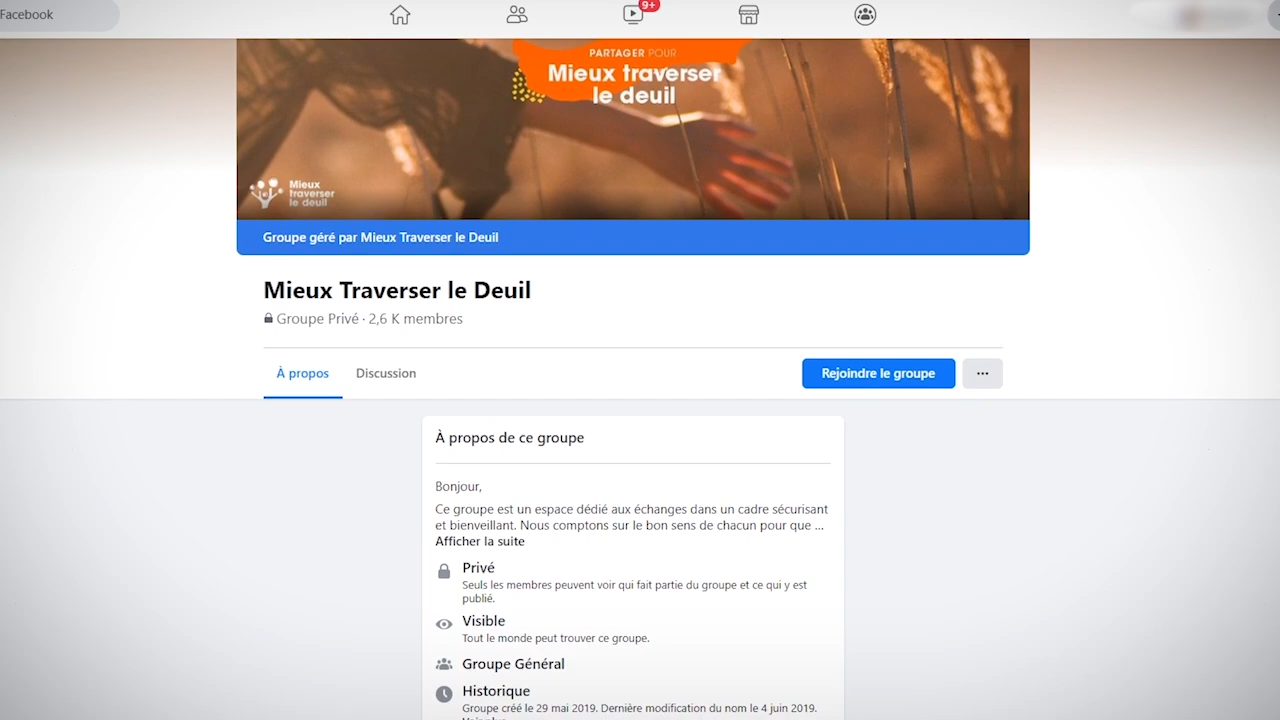 Facebook
9+
PARTAGER POUR
Mieux traverser
le deuil
Mieux
traverser
le deuil
Groupe géré par Mieux Traverser le Deuil
Mieux Traverser le Deuil
Groupe Privé · 2,6 K membres
À propos
Discussion
Rejoindre le groupe
À propos de ce groupe
Bonjour,
Ce groupe est un espace dédié aux échanges dans un cadre sécurisant
et bienveillant. Nous comptons sur le bon sens de chacun pour que ...
Afficher la suite
Privé
Seuls les membres peuvent voir qui fait partie du groupe et ce qui y est
publié.
Visible
Tout le monde peut trouver ce groupe.
Groupe Général
Historique
Groupe créé le 29 mai 2019. Dernière modification du nom le 4 juin 2019.